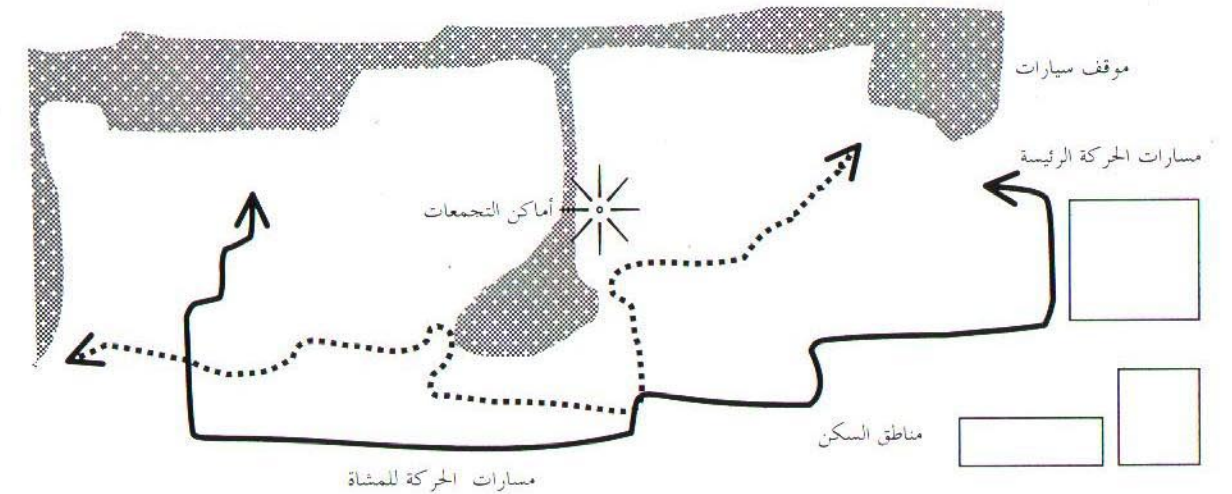 موقف سيارات
مسارات الحركة الرئيسة
أماكن التجمعات
مناطق السكن
مسارات الحركة للمشاة